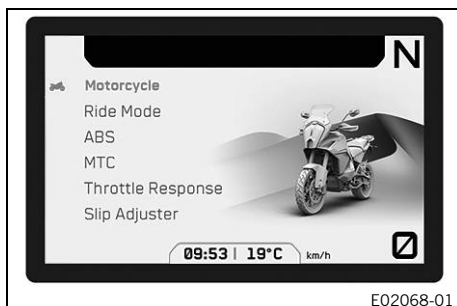 N
Motorcycle
Ride Mode
ABS
MTC
Throttle Response
Slip Adjuster
09:53 | 19°C km/h
0
E02068-01